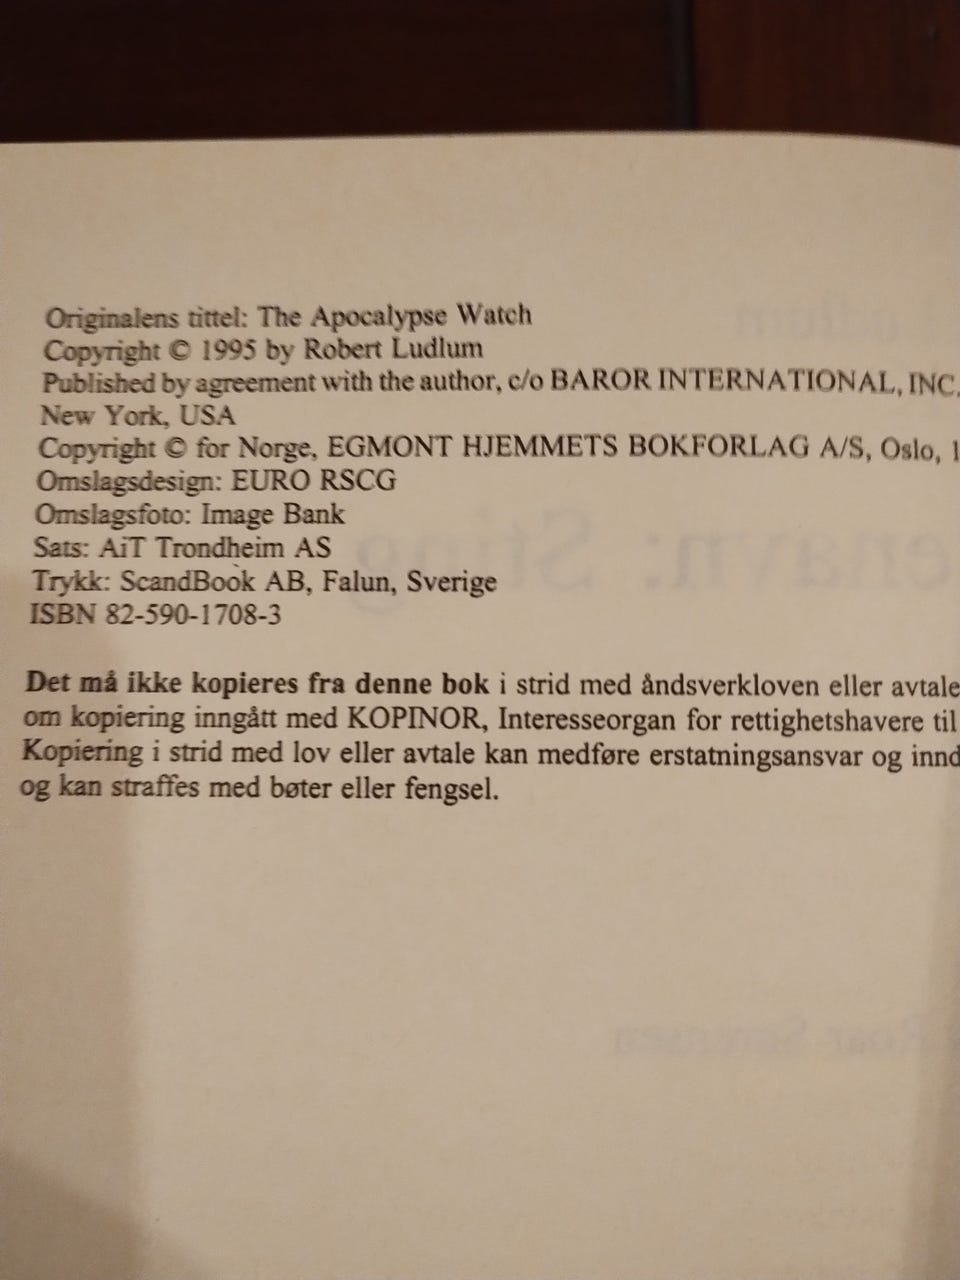 Originalens tittel: The Apocalypse Watch
Copyright © 1995 by Robert Ludlum
Published by agreement with the author, c/o BAROR INTERNATIONAL, INC.
New York, USA
Copyright © for Norge, EGMONT HJEMMETS BOKFORLAG A/S, Oslo, 1
Omslagsdesign: EURO RSCG
Omslagsfoto: Image Bank
Sats: AiT Trondheim AS
Trykk: ScandBook AB, Falun, Sverige
ISBN 82-590-1708-3
Det må ikke kopieres fra denne bok i strid med åndsverkloven eller avtale
om kopiering inngått med KOPINOR, Interesseorgan for rettighetshavere til
Kopiering i strid med lov eller avtale kan medføre erstatningsansvar og innd
og kan straffes med bøter eller fengsel.